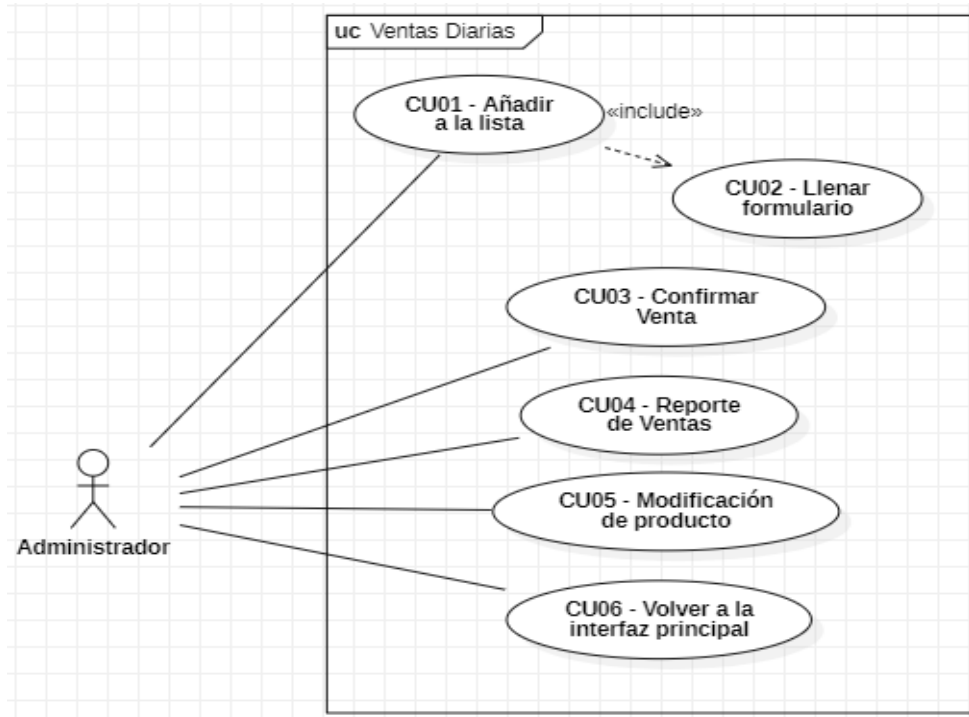 uc Ventas Diarias
CU01 - Añadir
a la lista
«include»
CU02 - Llenar
formulario
CU03 - Confirmar
Venta
CU04 - Reporte
de Ventas
CU05 - Modificación
de producto
Administrador
CU06 - Volver a la
interfaz principal